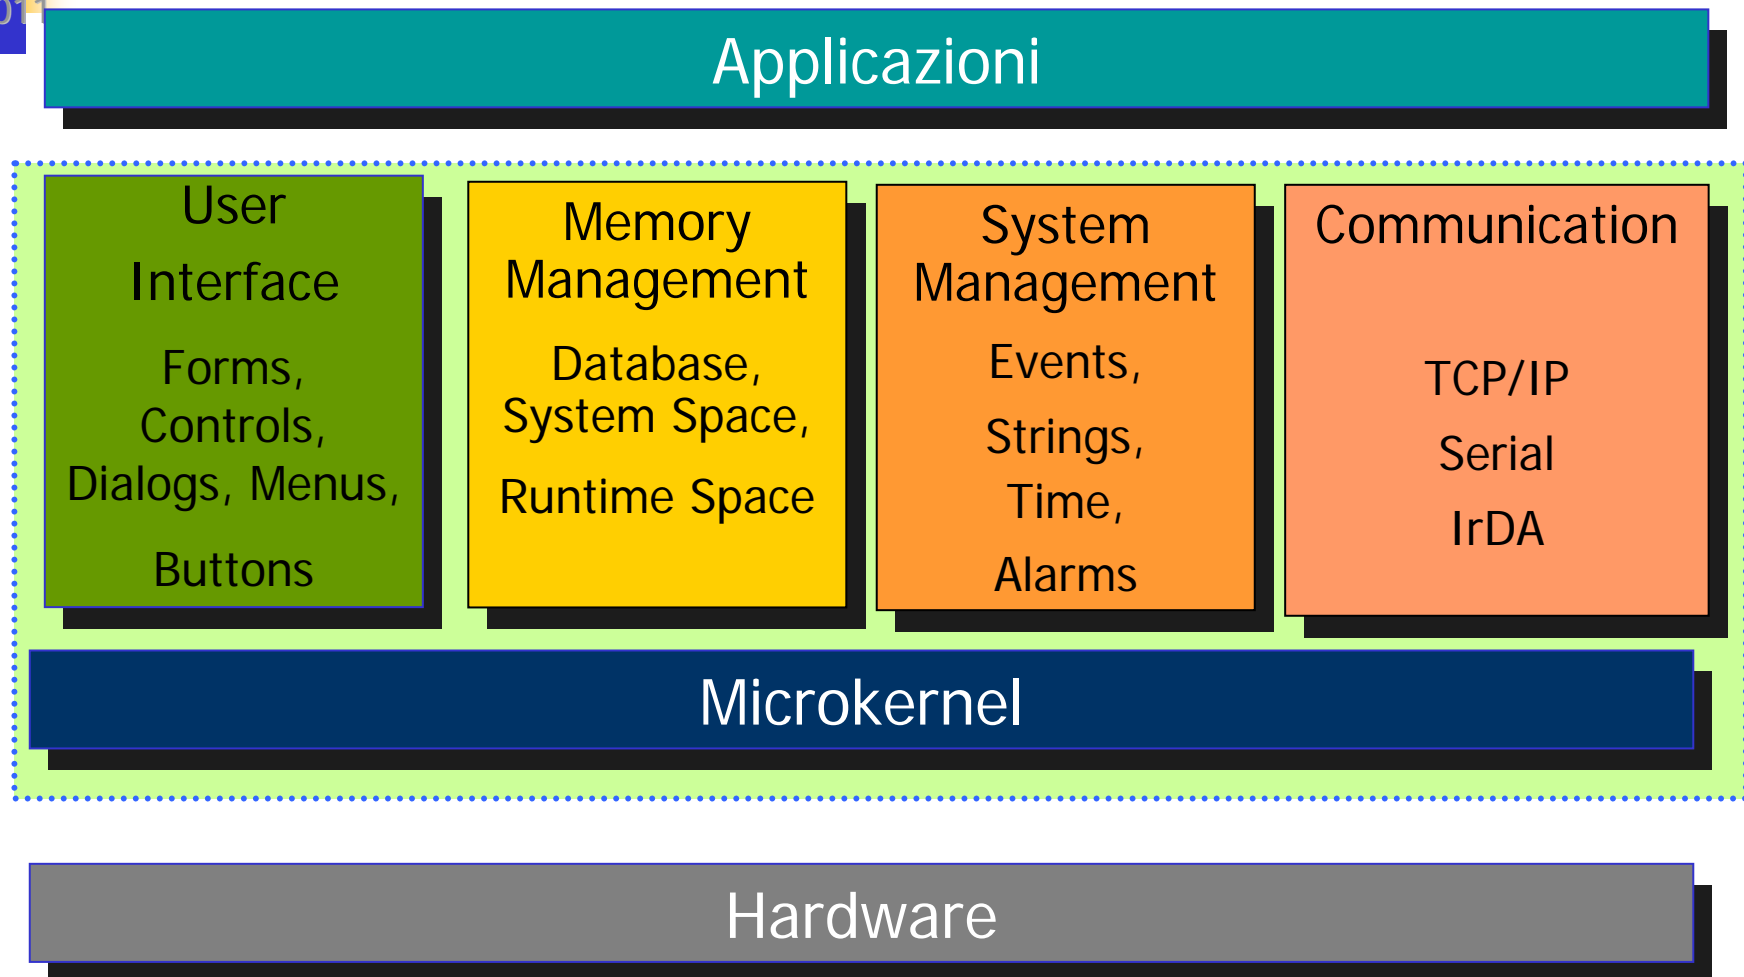 Applicazioni
User
Interface
Forms,
Controls,
Dialogs, Menus,
Buttons
Memory
Management
Database,
System Space,
Runtime Space
System
Management
Events,
Strings,
Time,
Alarms
Communication
TCP/IP
Serial
IrDA
Microkernel
Hardware